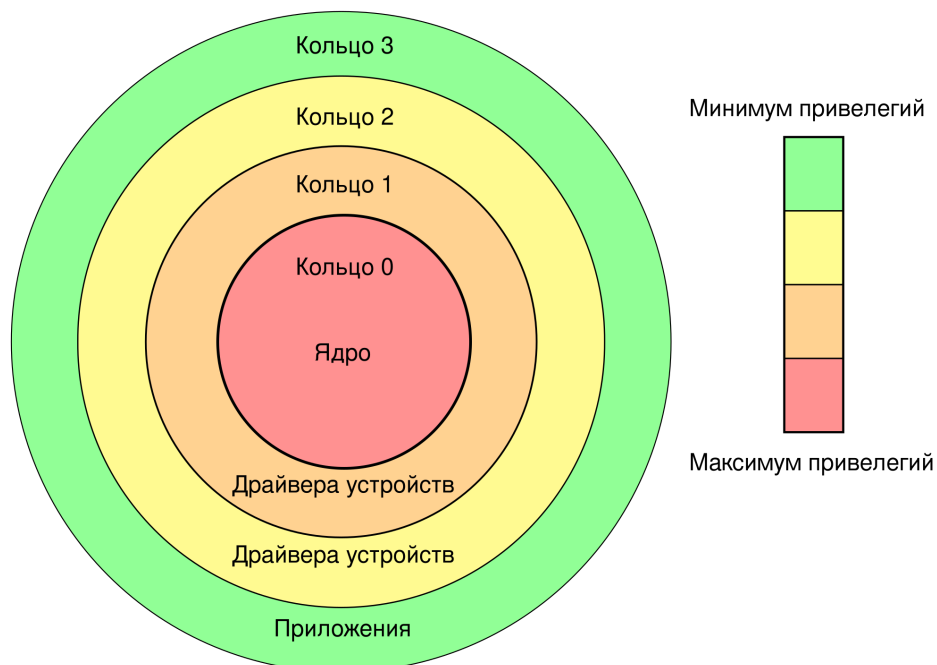 Кольцо 3
Кольцо 2
Кольцо 1
Кольцо 0
Ядро
Драйвера устройств
Драйвера устройств
Приложения
Минимум привелегий
Максимум привелегий